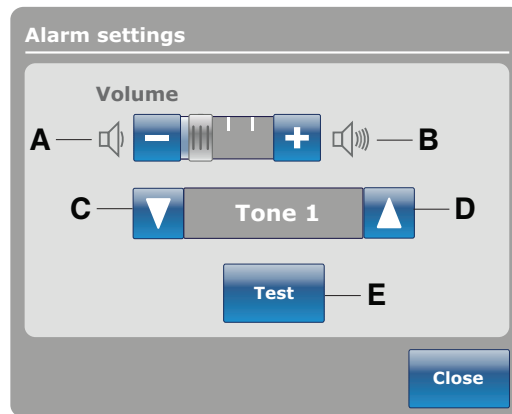 Alarm settings
Volume
A − + B
C Tone 1 D
Test E
Close